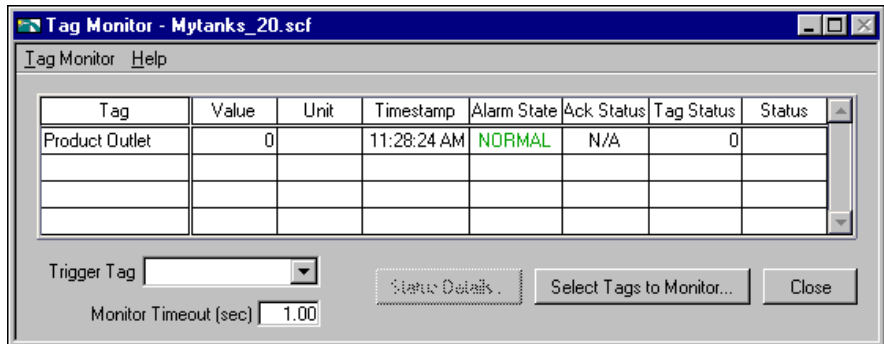 Tag Monitor - Mytanks_20.scf
Tag Monitor Help
Tag Value Unit Timestamp Alarm State Ack Status Tag Status Status
Product Outlet 0 11:28:24 AM NORMAL N/A 0
Trigger Tag
Status Details... Select Tags to Monitor... Close
Monitor Timeout (sec) 1.00